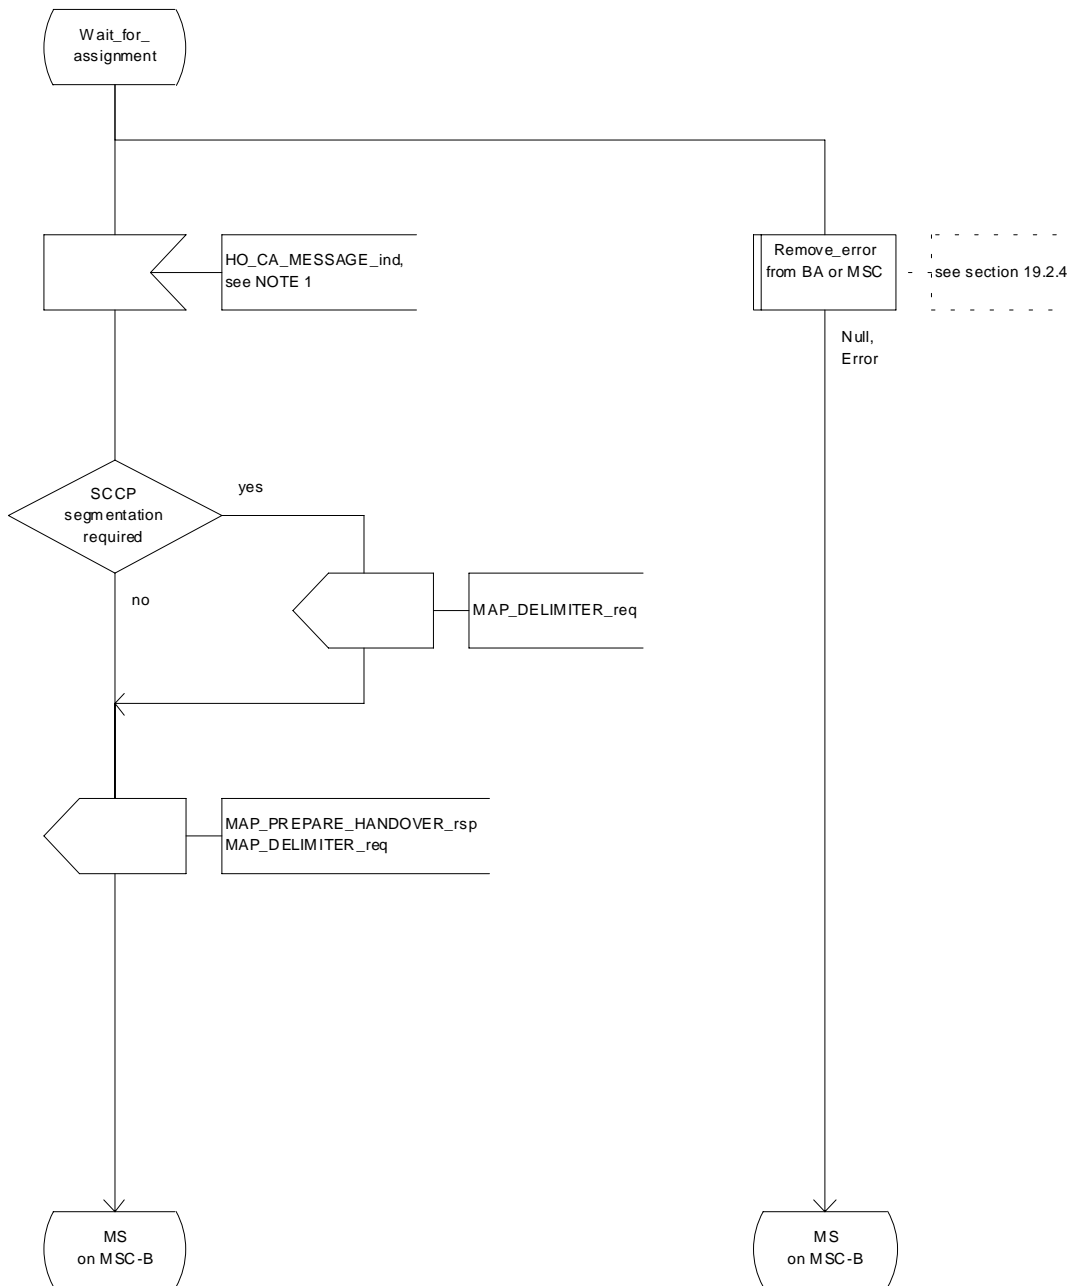 Wait_for_
assignment
HO_CA_MESSAGE_ind,
see NOTE 1
Remove_error
from BA or MSC
see section 19.2.4
Null,
Error
SCCP
segmentation
required
yes
no
MAP_DELIMITER_req
MAP_PREPARE_HANDOVER_rsp
MAP_DELIMITER_req
MS
on MSC-B
MS
on MSC-B